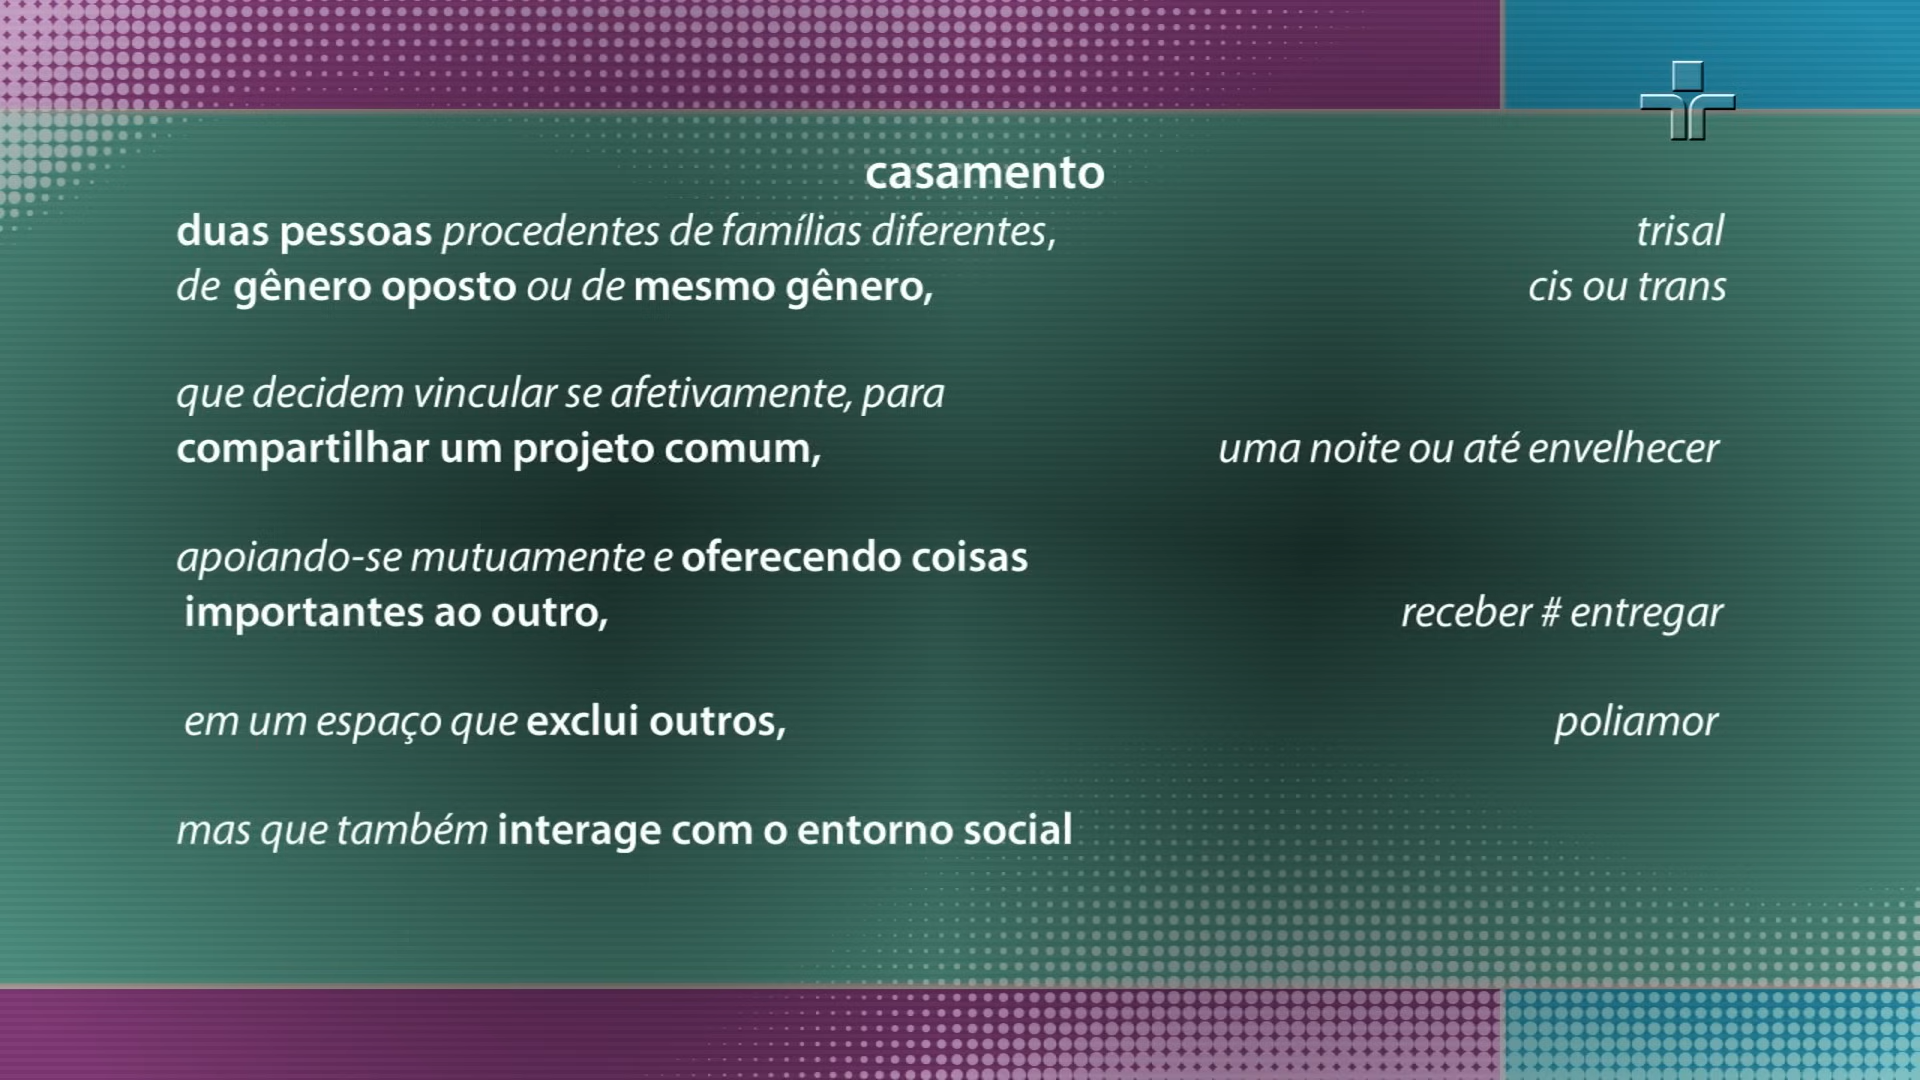 casamento
duas pessoas procedentes de famílias diferentes, trisal
de gênero oposto ou de mesmo gênero, cis ou trans
que decidem vincular se afetivamente, para
compartilhar um projeto comum, uma noite ou até envelhecer
apoiando-se mutuamente e oferecendo coisas
importantes ao outro, receber # entregar
em um espaço que exclui outros, poliamor
mas que também interage com o entorno social